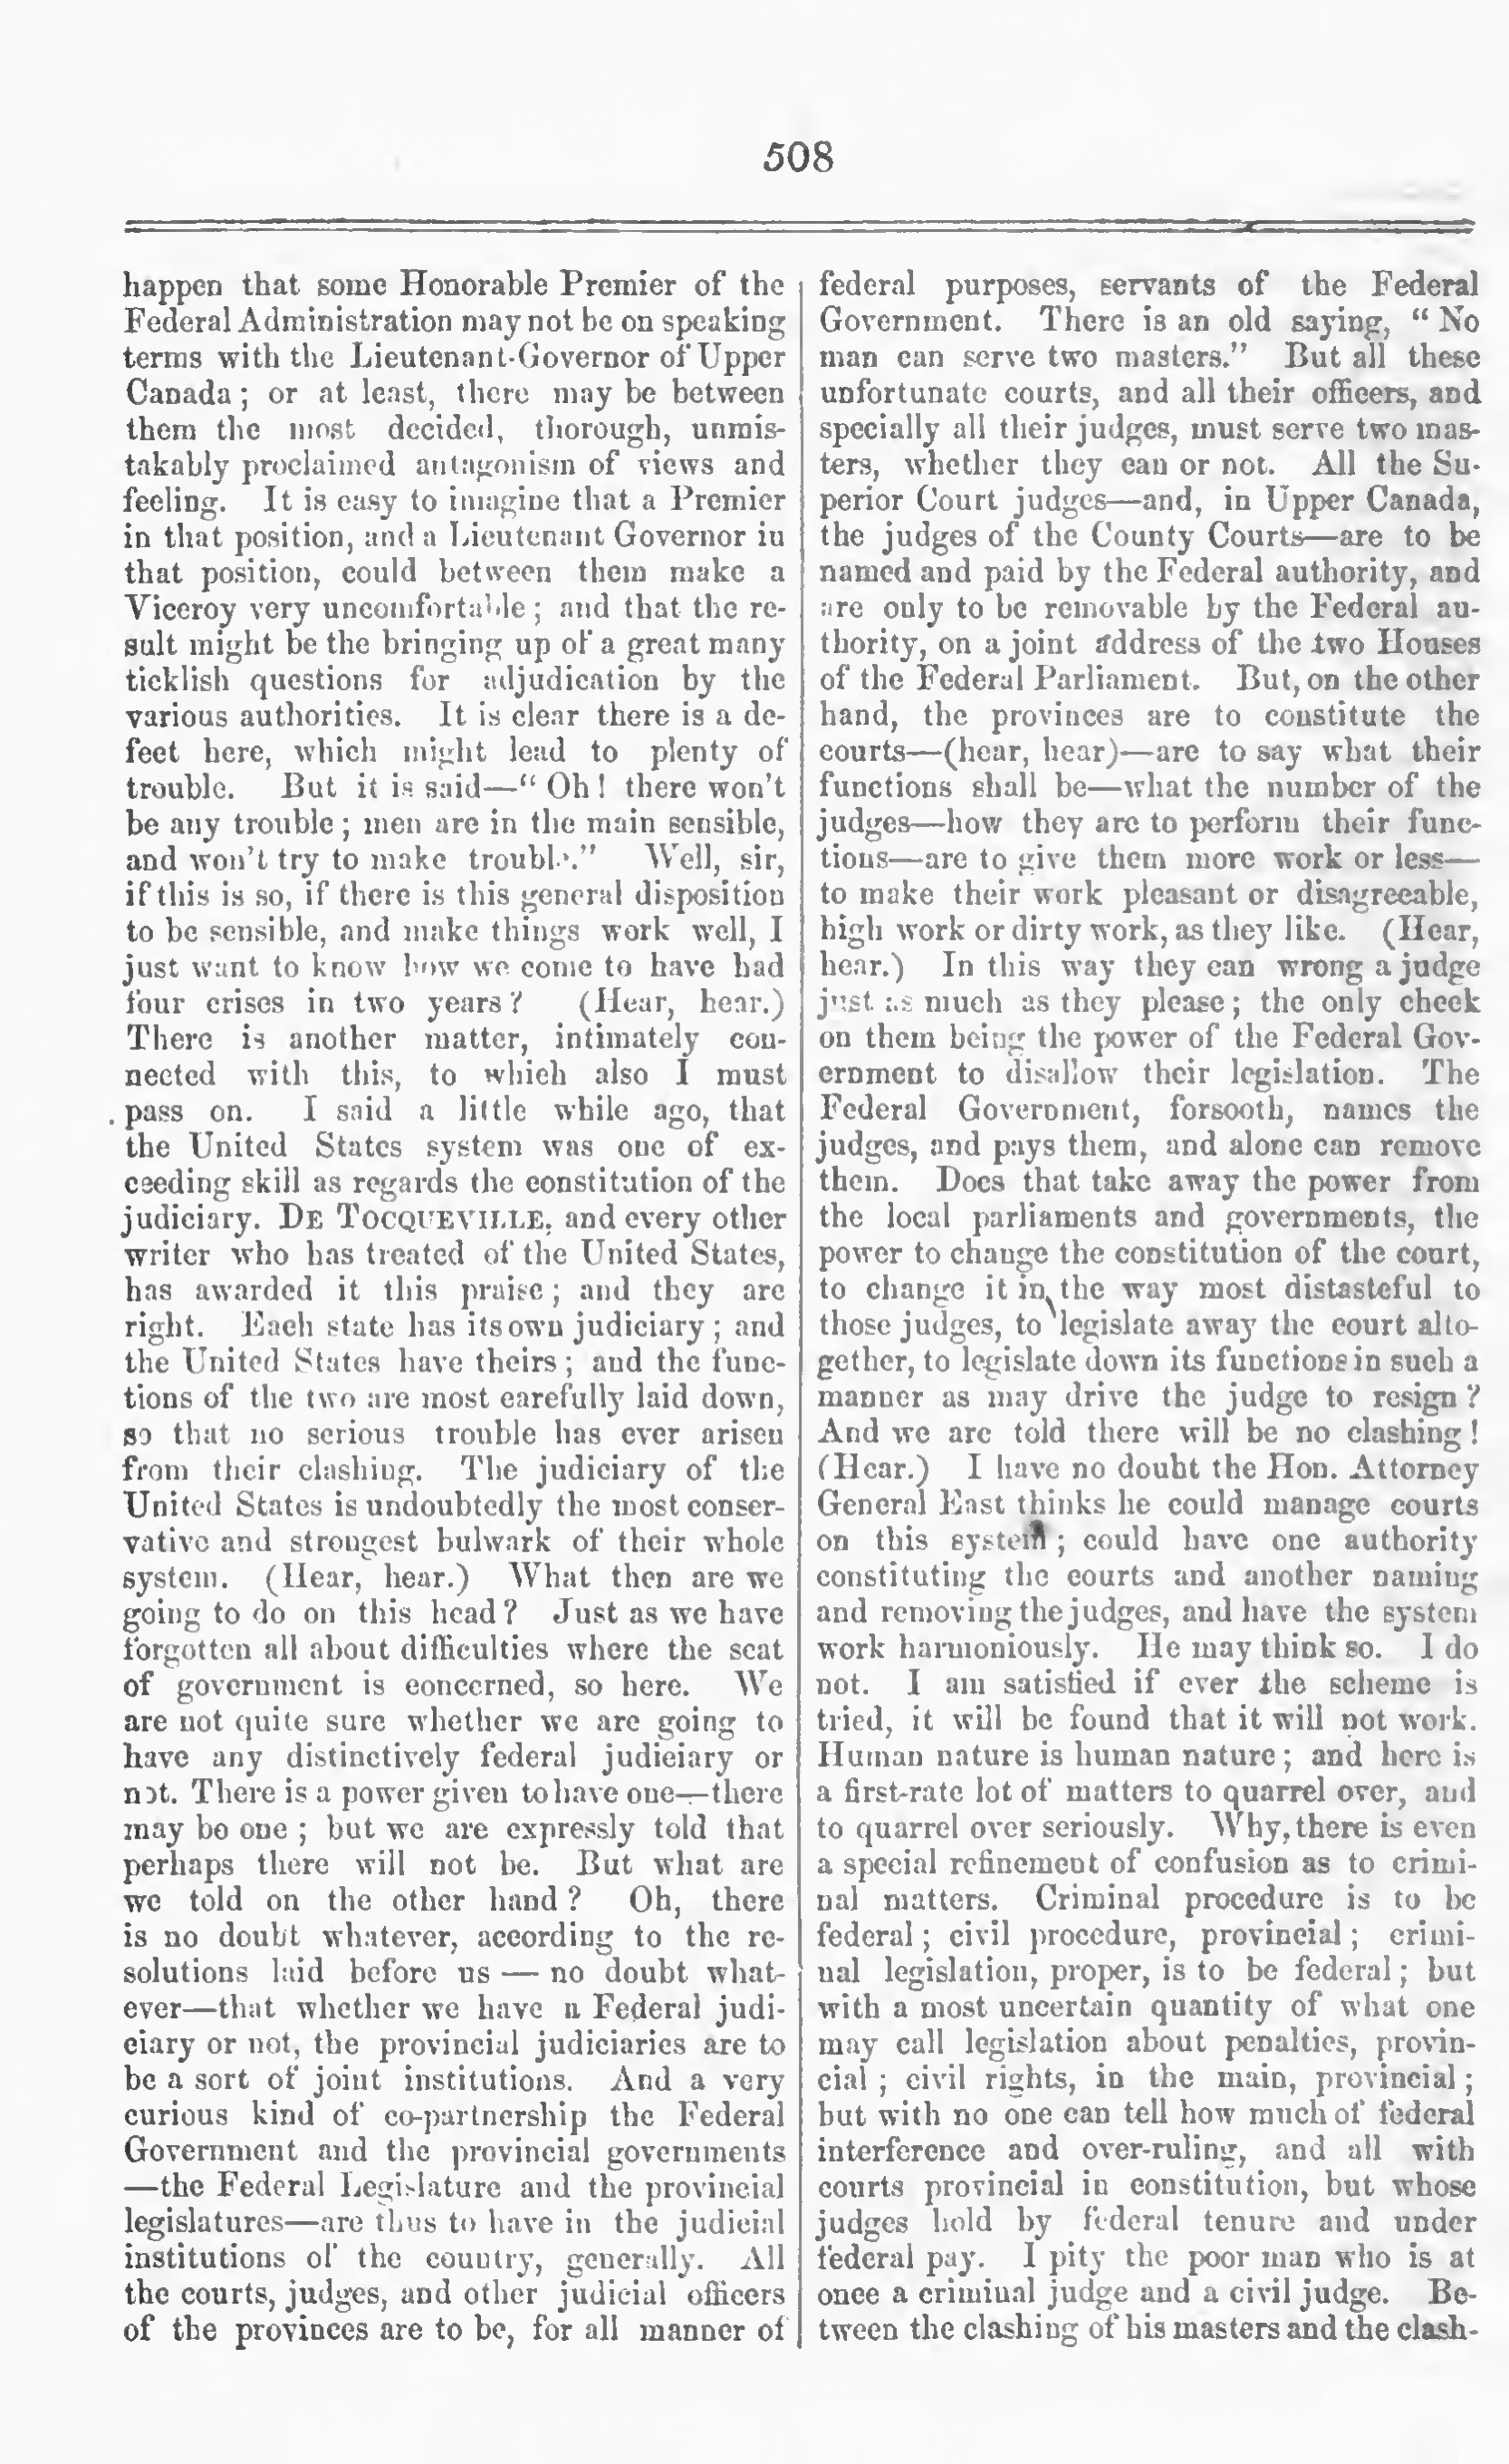 508
happen that some Honorable Premier of the
Federal Administration may not be on speaking
terms with the Lieutenant-Governor of Upper
Canada; or at least, there may be between
them the most decided, thorough, unmis-
takably proclaimed antagonism of views and
feeling. It is easy to imagine that a Premier
in that position, and a Lieutenant Governor in
that position, could between them make a
Viceroy very uncomfortable; and that the re-
sult might be the bringing up of a great many
ticklish questions for adjudication by the
various authorities. It is clear there is a de-
fect here, which might lead to plenty of
trouble. But it is said—“Oh! there won't
be any trouble; men are in the main sensible,
and won't try to make trouble.” Well, sir,
if this is so, if there is this general disposition
to be sensible, and make things work well, I
just want to know how we come to have had
four crises in two years? (Hear, hear.)
There is another matter, intimately con-
nected with this, to which also I must
pass on. I said a little while ago, that
the United States system was one of ex-
ceeding skill as regards the constitution of the
judiciary. DE TOCQUEVILLE, and every other
writer who has treated of the United States,
has awarded it this praise; and they are
right. Each state has its own judiciary; and
the United States have theirs; and the func-
tions of the two are most carefully laid down,
so that no serious trouble has ever arisen
from their clashing. The judiciary of the
United States is undoubtedly the most conser-
vative and strongest bulwark of their whole
system. (Hear, hear.) What then are we
going to do on this head? Just as we have
forgotten all about difficulties where the seat
of government is concerned, so here. We
are not quite sure whether we are going to
have any distinctively federal judiciary or
not. There is a power given to have one—there
may be one; but we are expressly told that
perhaps there will not be. But what are
we told on the other hand? Oh, there
is no doubt whatever, according to the re-
solutions laid before us — no doubt what-
ever—that whether we have a Federal judi-
ciary or not, the provincial judiciaries are to
be a sort of joint institutions. And a very
curious kind of co-partnership the Federal
Government and the provincial governments
—the Federal Legislature and the provincial
legislatures—are thus to have in the judicial
institutions of the country, generally. All
the courts, judges, and other judicial officers
of the provinces are to be, for all manner of
federal purposes, servants of the Federal
Government. There is an old saying, “No
man can serve two masters.” But all these
unfortunate courts, and all their officers, and
specially all their judges, must serve two mas-
ters, whether they can or not. All the Su-
perior Court judges—and, in Upper Canada,
the judges of the County Courts—are to be
named and paid by the Federal authority, and
are only to be removable by the Federal au-
thority, on a joint address of the two Houses
of the Federal Parliament. But, on the other
hand, the provinces are to constitute the
courts—(hear, hear)—are to say what their
functions shall be—what the number of the
judges—how they are to perform their func-
tions—are to give them more work or less—
to make their work pleasant or disagreeable,
high work or dirty work, as they like. (Hear,
hear.) In this way they can wrong a judge
just as much as they please; the only check
on them being the power of the Federal Gov-
ernment to disallow their legislation. The
Federal Government, forsooth, names the
judges, and pays them, and alone can remove
them. Does that take away the power from
the local parliaments and governments, the
power to change the constitution of the court,
to change it in the way most distasteful to
those judges, to legislate away the court alto-
gether, to legislate down its functions in such a
manner as may drive the judge to resign?
And we are told there will be no clashing!
(Hear.) I have no doubt the Hon. Attorney
General East thinks he could manage courts
on this system; could have one authority
constituting the courts and another naming
and removing the judges, and have the system
work harmoniously. He may think so. I do
not. I am satisfied if ever the scheme is
tried, it will be found that it will not work.
Human nature is human nature; and here is
a first-rate lot of matters to quarrel over, and
to quarrel over seriously. Why, there is even
a special refinement of confusion as to crimi-
nal matters. Criminal procedure is to be
federal; civil procedure, provincial; crimi-
nal legislation, proper, is to be federal; but
with a most uncertain quantity of what one
may call legislation about penalties, provin-
cial; civil rights, in the main, provincial;
but with no one can tell how much of federal
interference and over-ruling, and all with
courts provincial in constitution, but whose
judges hold by federal tenure and under
federal pay. I pity the poor man who is at
once a criminal judge and a civil judge. Be-
tween the clashing of his masters and the clash-